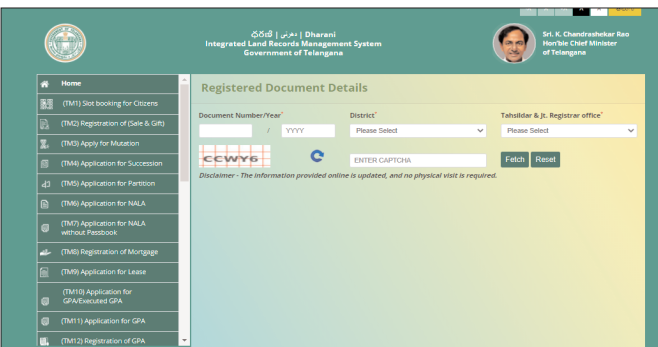 ధరణి | دھرنی | Dharani
Integrated Land Records Management System
Government of Telangana
Sri. K. Chandrashekar Rao
Hon'ble Chief Minister
of Telangana
Home
(TM1) Slot booking for Citizens
(TM2) Registration of (Sale & Gift)
(TM3) Apply for Mutation
(TM4) Application for Succession
(TM5) Application for Partition
(TM6) Application for NALA
(TM7) Application for NALA
without Passbook
(TM8) Registration of Mortgage
(TM9) Application for Lease
(TM10) Application for
GPA/Executed GPA
(TM11) Application for GPA
(TM12) Registration of GPA
Registered Document Details
Document Number/Year* District* Tahsildar & Jt. Registrar office*
/ YYYY Please Select Please Select
CCWY6 ENTER CAPTCHA Fetch Reset
Disclaimer - The information provided online is updated, and no physical visit is required.